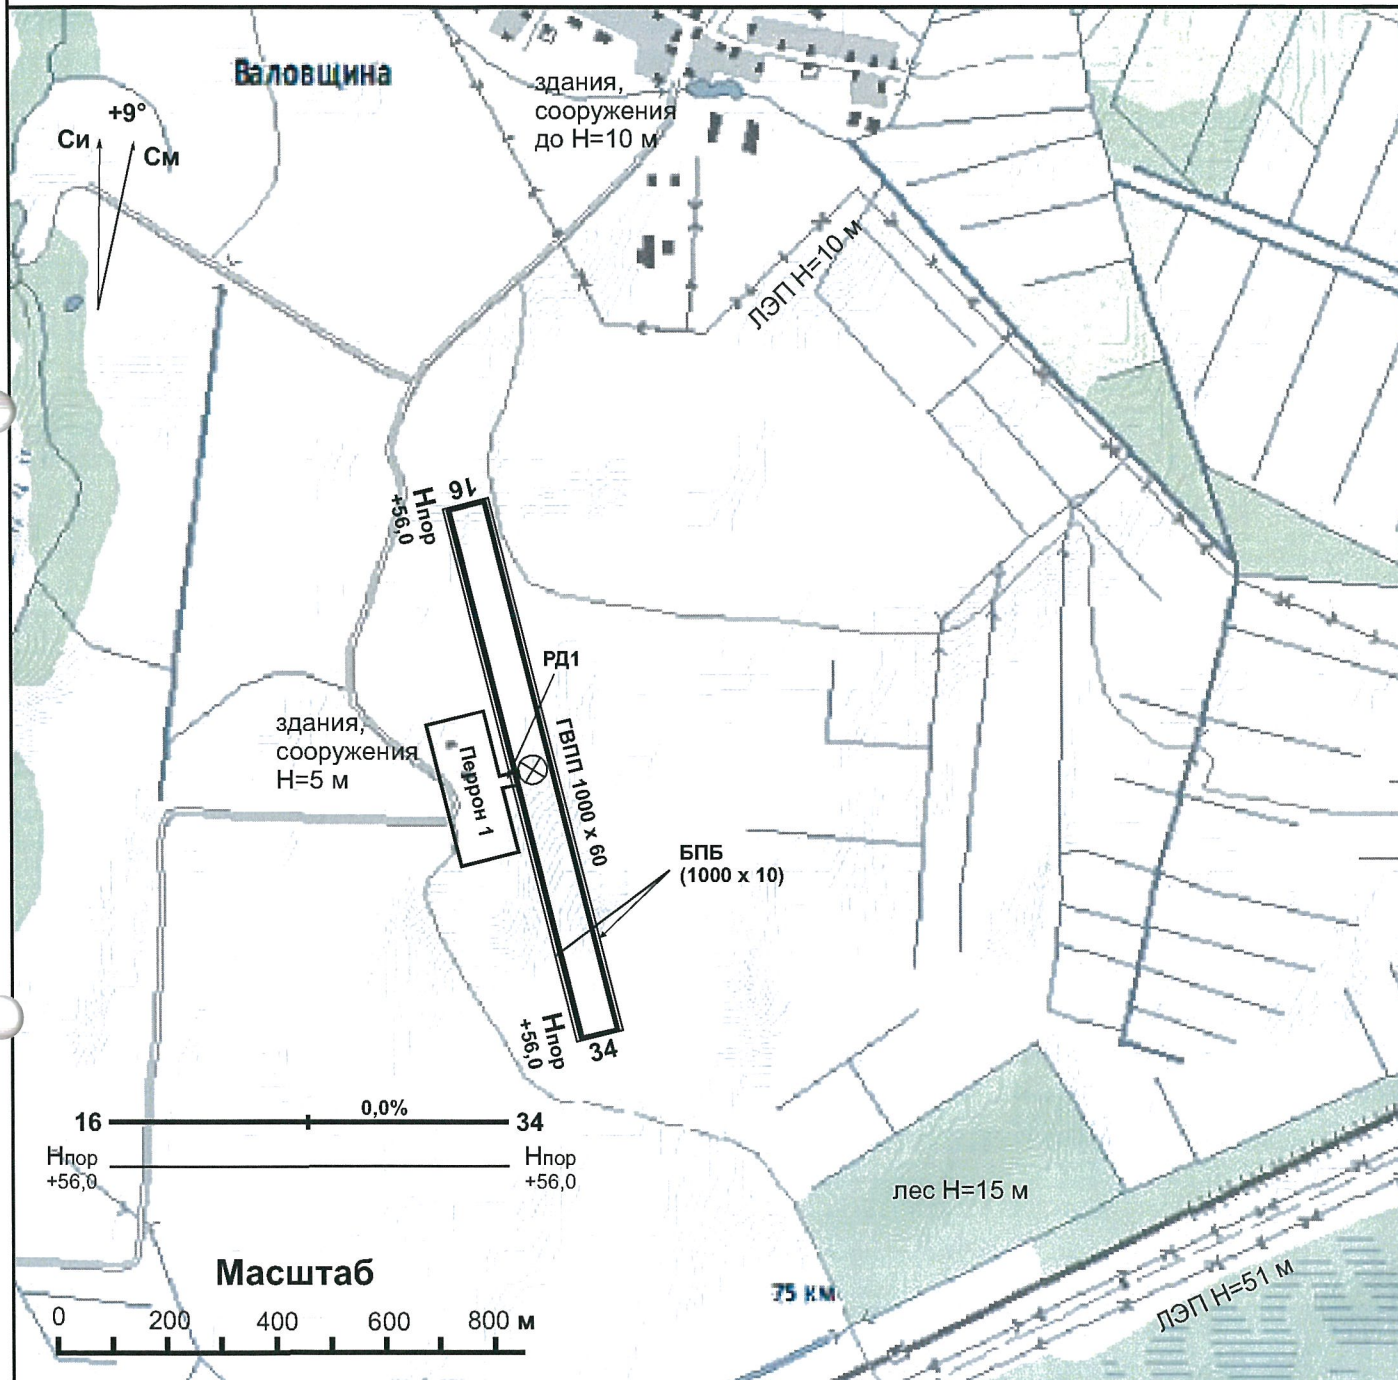 Валовщина
+9°
Си
См
здания,
сооружения
до Н=10 м
ЛЭП Н=10 м
16
Нпор
+56,0
РД1
ГВПП 1000 х 60
здания,
сооружения
Н=5 м
Перрон 1
БПБ
(1000 х 10)
Нпор
+56,0
34
0,0%
16
34
Нпор
+56,0
Нпор
+56,0
лес Н=15 м
75 км
ЛЭП Н=51 м
Масштаб
0 200 400 600 800 м